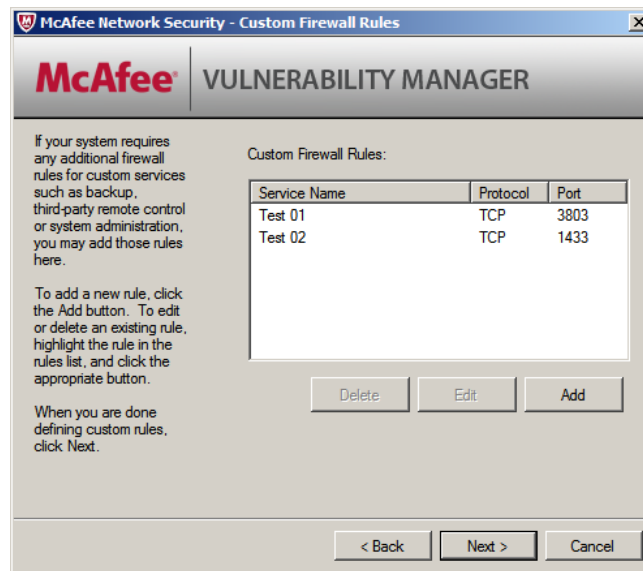 McAfee Network Security - Custom Firewall Rules
McAfee® VULNERABILITY MANAGER
If your system requires
any additional firewall
rules for custom services
such as backup,
third-party remote control
or system administration,
you may add those rules
here.
To add a new rule, click
the Add button. To edit
or delete an existing rule,
highlight the rule in the
rules list, and click the
appropriate button.
When you are done
defining custom rules,
click Next.
Custom Firewall Rules:
Service Name Protocol Port
Test 01 TCP 3803
Test 02 TCP 1433
Delete Edit Add
< Back Next > Cancel